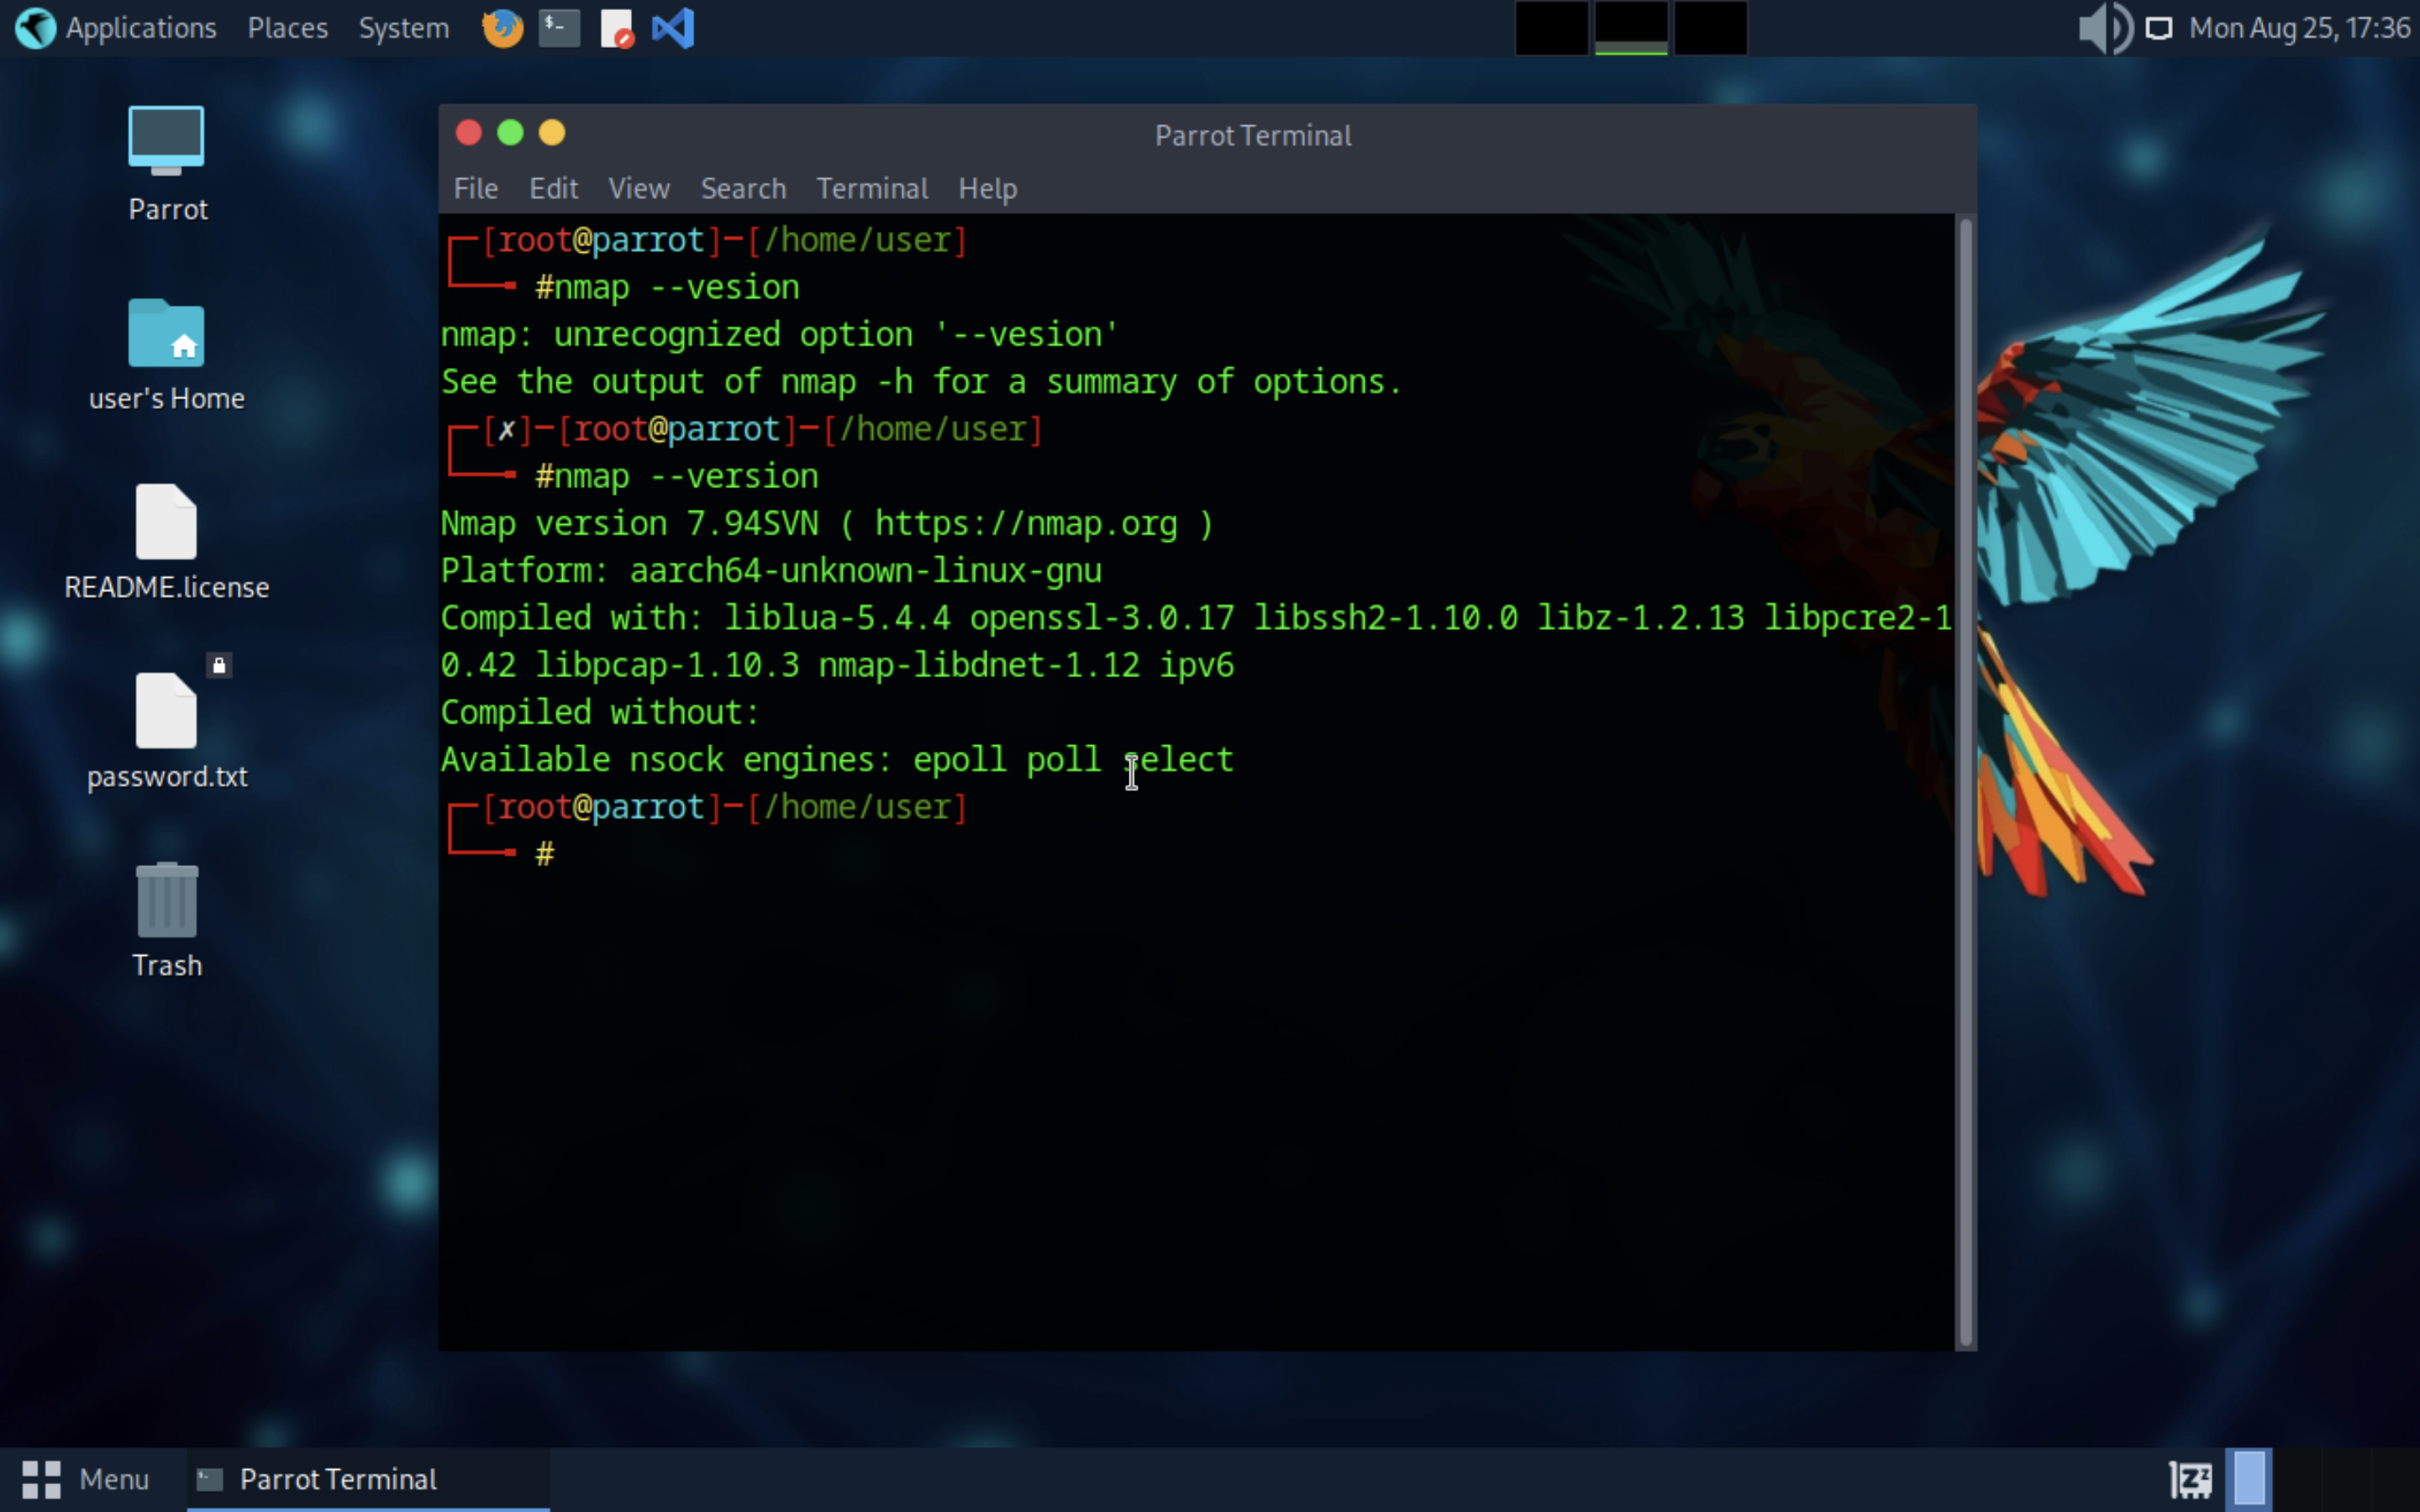 Applications Places System
Mon Aug 25, 17:36
Parrot
user's Home
README.license
password.txt
Trash
Parrot Terminal
File Edit View Search Terminal Help
[root@parrot]─[/home/user]
#nmap --vesion
nmap: unrecognized option '--vesion'
See the output of nmap -h for a summary of options.
[✗]─[root@parrot]─[/home/user]
#nmap --version
Nmap version 7.94SVN ( https://nmap.org )
Platform: aarch64-unknown-linux-gnu
Compiled with: liblua-5.4.4 openssl-3.0.17 libssh2-1.10.0 libz-1.2.13 libpcre2-1
0.42 libpcap-1.10.3 nmap-libdnet-1.12 ipv6
Compiled without:
Available nsock engines: epoll poll select
[root@parrot]─[/home/user]
#
Menu
Parrot Terminal